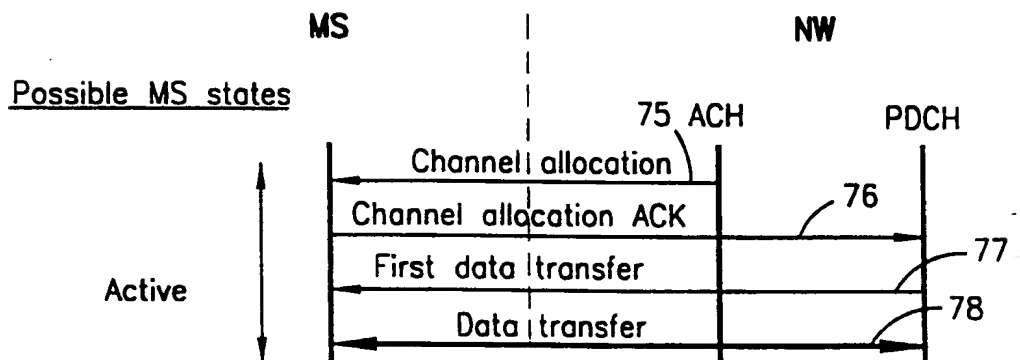 MS NW
Possible MS states
75 ACH PDCH
Channel allocation
Channel allocation ACK 76
First data transfer 77
Active
Data transfer 78